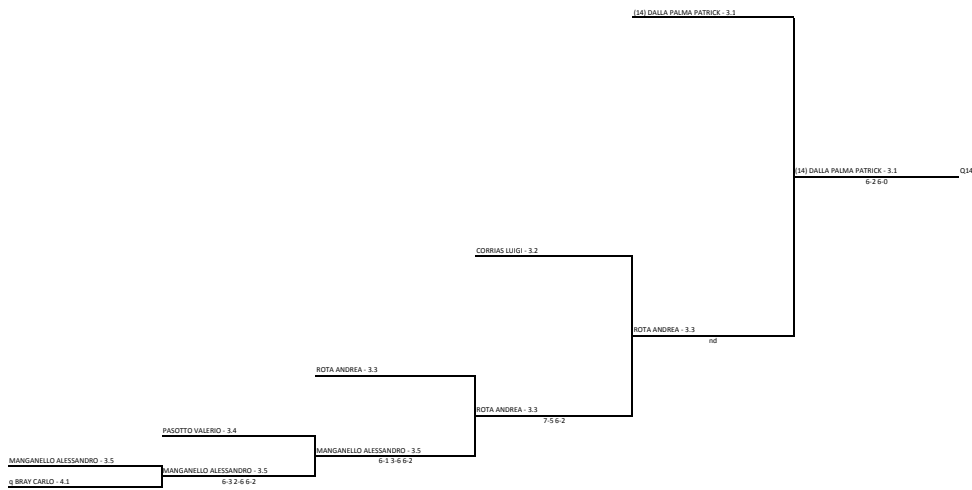 (14) DALLA PALMA PATRICK - 3.1
(14) DALLA PALMA PATRICK - 3.1
Q14
6-2 6-0
CORRIAS LUIGI - 3.2
ROTA ANDREA - 3.3
nd
ROTA ANDREA - 3.3
ROTA ANDREA - 3.3
7-5 6-2
PASOTTO VALERIO - 3.4
MANGANELLO ALESSANDRO - 3.5
6-1 3-6 6-2
MANGANELLO ALESSANDRO - 3.5
MANGANELLO ALESSANDRO - 3.5
6-3 2-6 6-2
q BRAY CARLO - 4.1